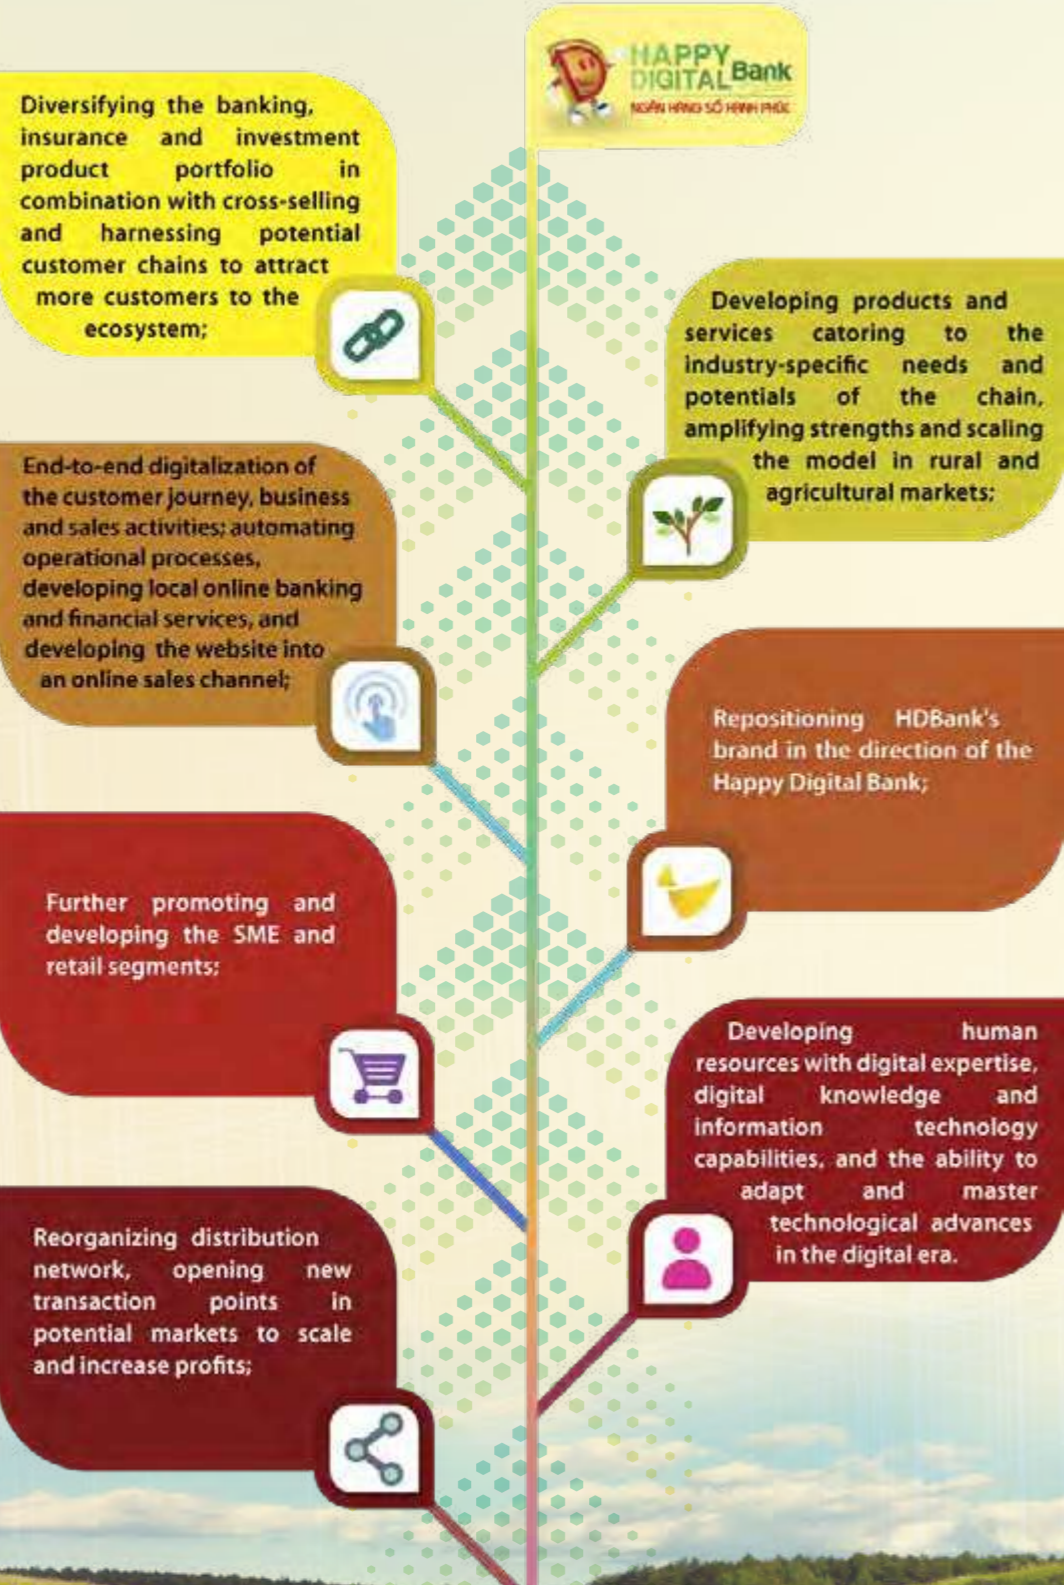 HAPPY
DIGITAL Bank
NGÂN HÀNG SỐ HẠNH PHÚC
Diversifying the banking,
insurance and investment
product portfolio in
combination with cross-selling
and harnessing potential
customer chains to attract
more customers to the
ecosystem;
Developing products and
services catoring to the
industry-specific needs and
potentials of the chain,
amplifying strengths and scaling
the model in rural and
agricultural markets;
End-to-end digitalization of
the customer journey, business
and sales activities; automating
operational processes,
developing local online banking
and financial services, and
developing the website into
an online sales channel;
Repositioning HDBank's
brand in the direction of the
Happy Digital Bank;
Further promoting and
developing the SME and
retail segments;
Developing human
resources with digital expertise,
digital knowledge and
information technology
capabilities, and the ability to
adapt and master
technological advances
in the digital era.
Reorganizing distribution
network, opening new
transaction points in
potential markets to scale
and increase profits;